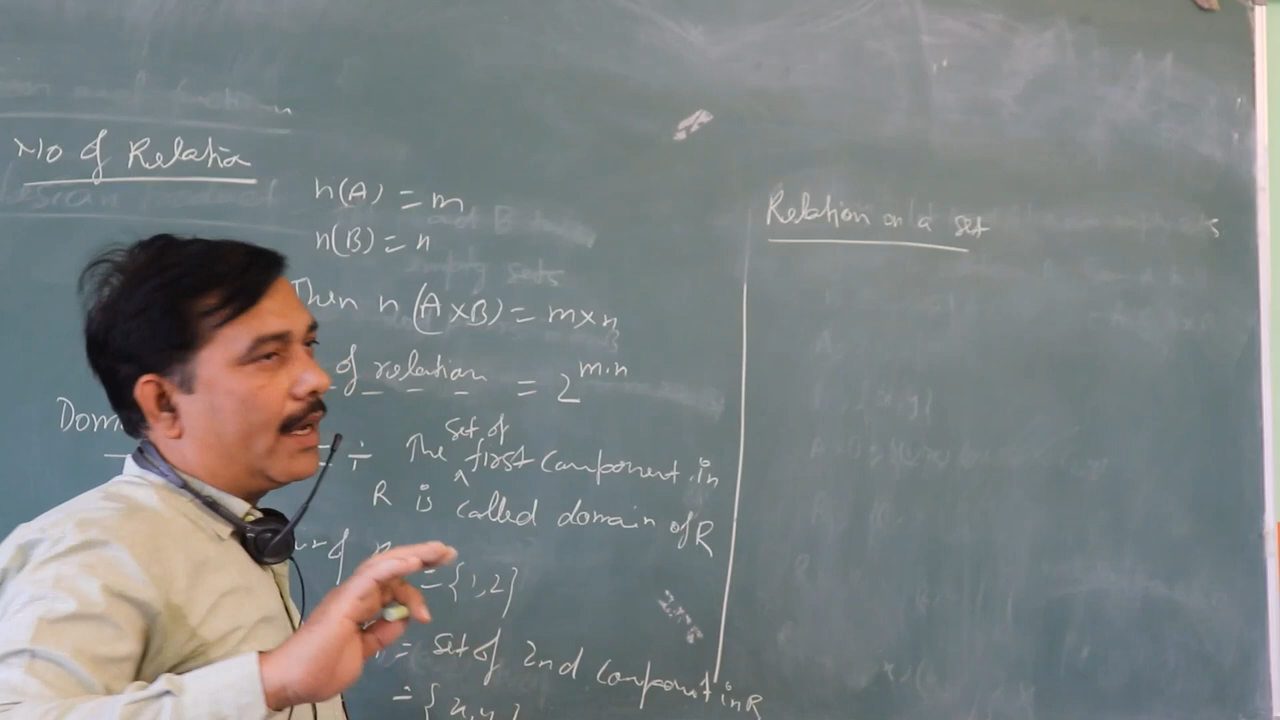 No of Relatio
n(A) = m
n(B) = n
Then n (A×B) = m×n
of relation = 2^m.n
Dom
÷ The set of first component in
R is called domain of R
= {1,2}
= set of 2nd component in R
= {x,y}
Relation on a set